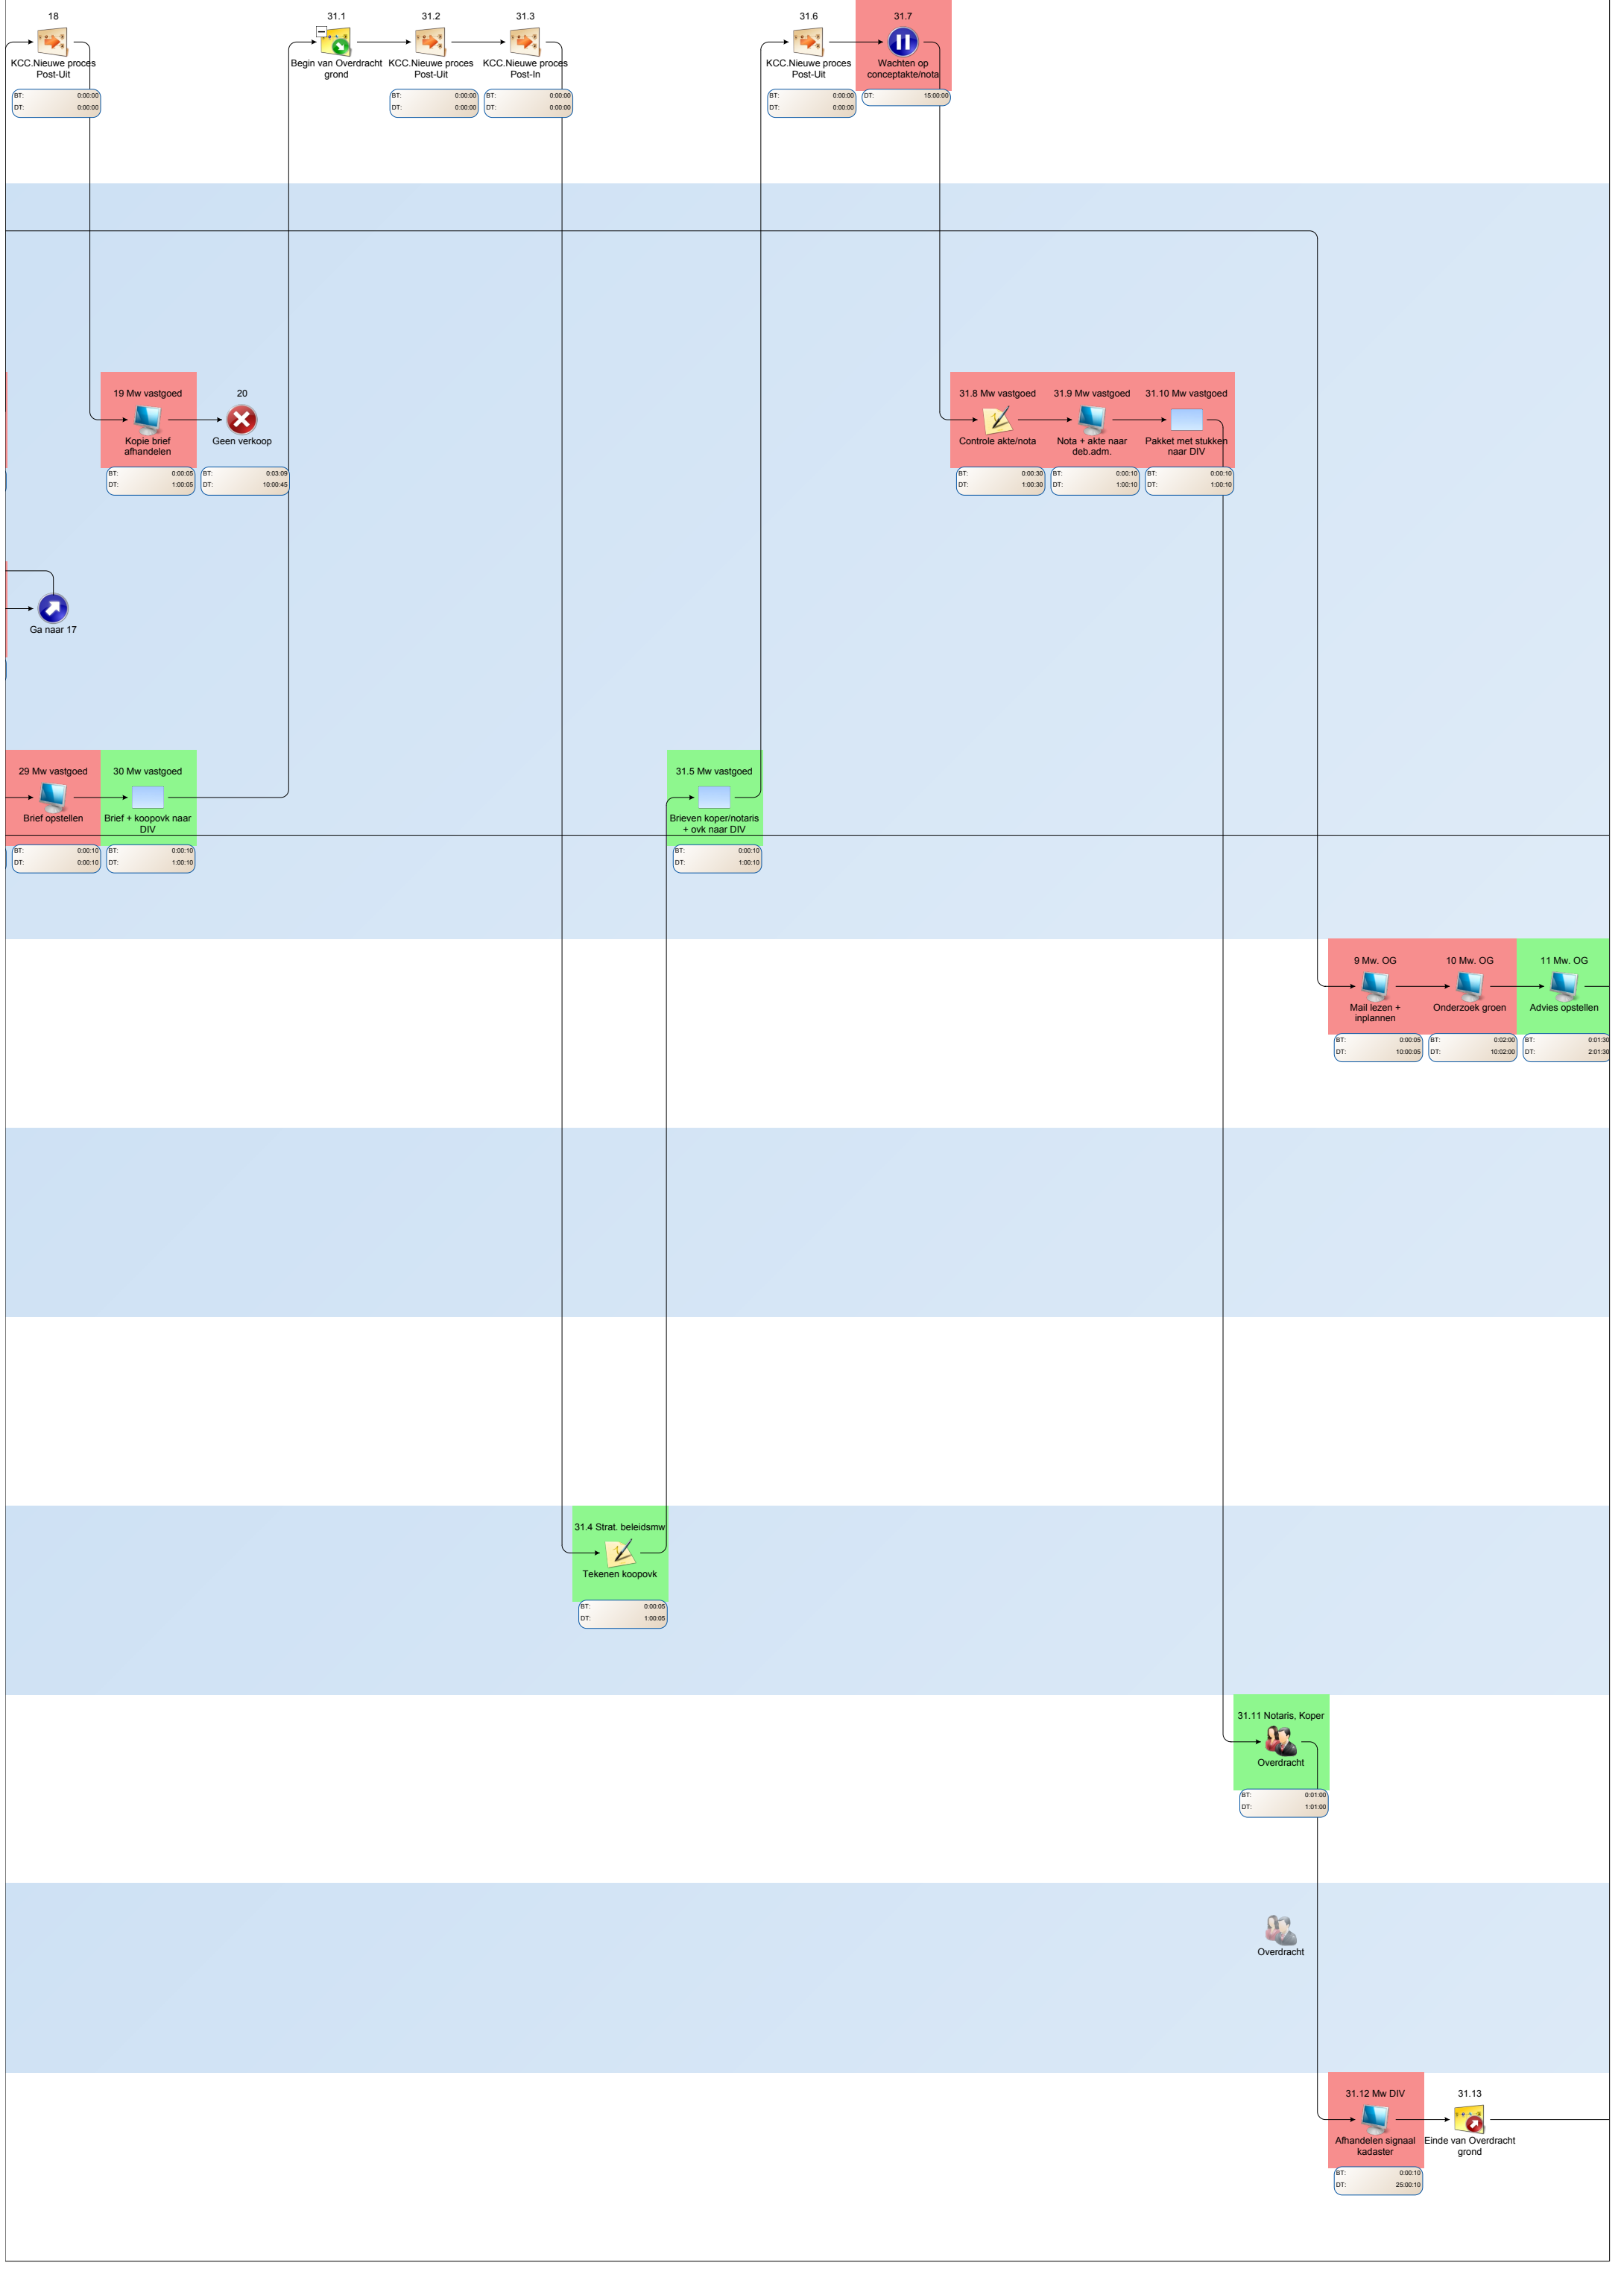 18
KCC.Nieuwe proces
Post-Uit
BT: 0:00:00
DT: 0:00:00
31.1
Begin van Overdracht
grond
31.2
KCC.Nieuwe proces
Post-Uit
BT: 0:00:00
DT: 0:00:00
31.3
KCC.Nieuwe proces
Post-In
BT: 0:00:00
DT: 0:00:00
31.6
KCC.Nieuwe proces
Post-Uit
BT: 0:00:00
DT: 0:00:00
31.7
Wachten op
conceptakte/nota
DT: 15:00:00
19 Mw vastgoed
Kopie brief
afhandelen
BT: 0:00:05
DT: 1:00:05
20
Geen verkoop
BT: 0:03:09
DT: 10:00:45
31.8 Mw vastgoed
Controle akte/nota
BT: 0:00:30
DT: 1:00:30
31.9 Mw vastgoed
Nota + akte naar
deb.adm.
BT: 0:00:10
DT: 1:00:10
31.10 Mw vastgoed
Pakket met stukken
naar DIV
BT: 0:00:10
DT: 1:00:10
Ga naar 17
29 Mw vastgoed
Brief opstellen
BT: 0:00:10
DT: 0:00:10
30 Mw vastgoed
Brief + koopovk naar
DIV
BT: 0:00:10
DT: 1:00:10
31.5 Mw vastgoed
Brieven koper/notaris
+ ovk naar DIV
BT: 0:00:10
DT: 1:00:10
9 Mw. OG
Mail lezen +
inplannen
BT: 0:00:05
DT: 10:00:05
10 Mw. OG
Onderzoek groen
BT: 0:02:00
DT: 10:02:00
11 Mw. OG
Advies opstellen
BT: 0:01:30
DT: 2:01:30
31.4 Strat. beleidsmw
Tekenen koopovk
BT: 0:00:05
DT: 1:00:05
31.11 Notaris, Koper
Overdracht
BT: 0:01:00
DT: 1:01:00
Overdracht
31.12 Mw DIV
Afhandelen signaal
kadaster
BT: 0:00:10
DT: 25:00:10
31.13
Einde van Overdracht
grond